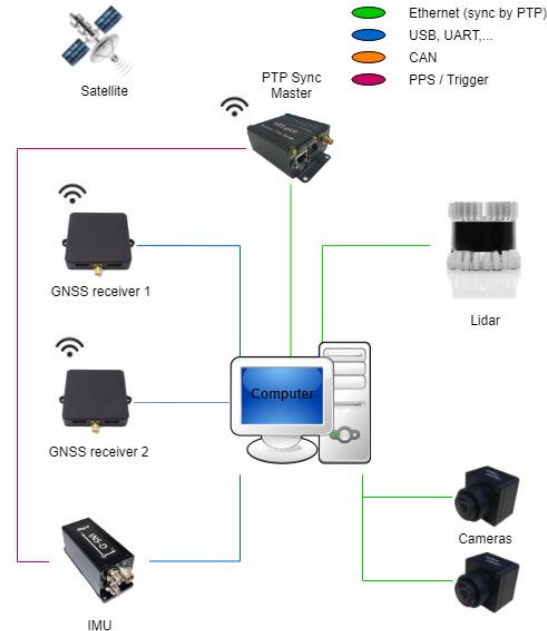 Ethernet (sync by PTP)
USB, UART,...
CAN
PPS / Trigger
Satellite
PTP Sync
Master
GNSS receiver 1
Lidar
Computer
GNSS receiver 2
INS-D
Cameras
IMU